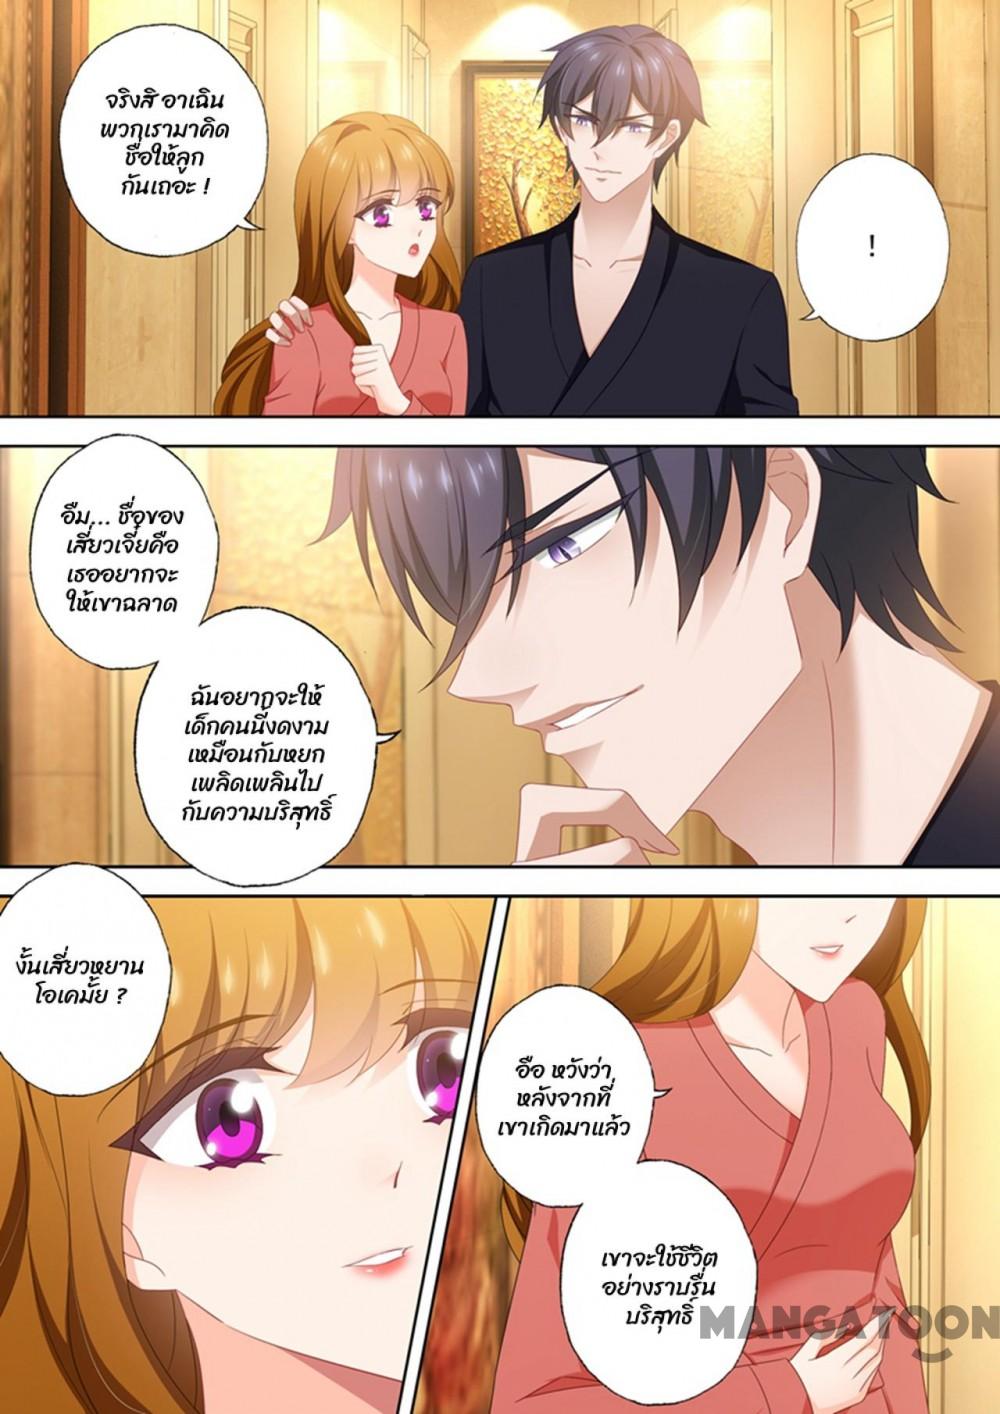 จริงสิ อาเฉิน
พวกเรามาคิด
ชื่อให้ลูก
กันเถอะ !
!
อืม... ชื่อของ
เสี่ยวเจี๋ยคือ
เธออยากจะ
ให้เขาฉลาด
ฉันอยากจะให้
เด็กคนนี้งดงาม
เหมือนกับหยก
เพลิดเพลินไป
กับความบริสุทธิ์
งั้นเสี่ยวหยาน
โอเคมั้ย ?
อือ หวังว่า
หลังจากที่
เขาเกิดมาแล้ว
เขาจะใช้ชีวิต
อย่างราบรื่น
บริสุทธิ์
MANGATOON